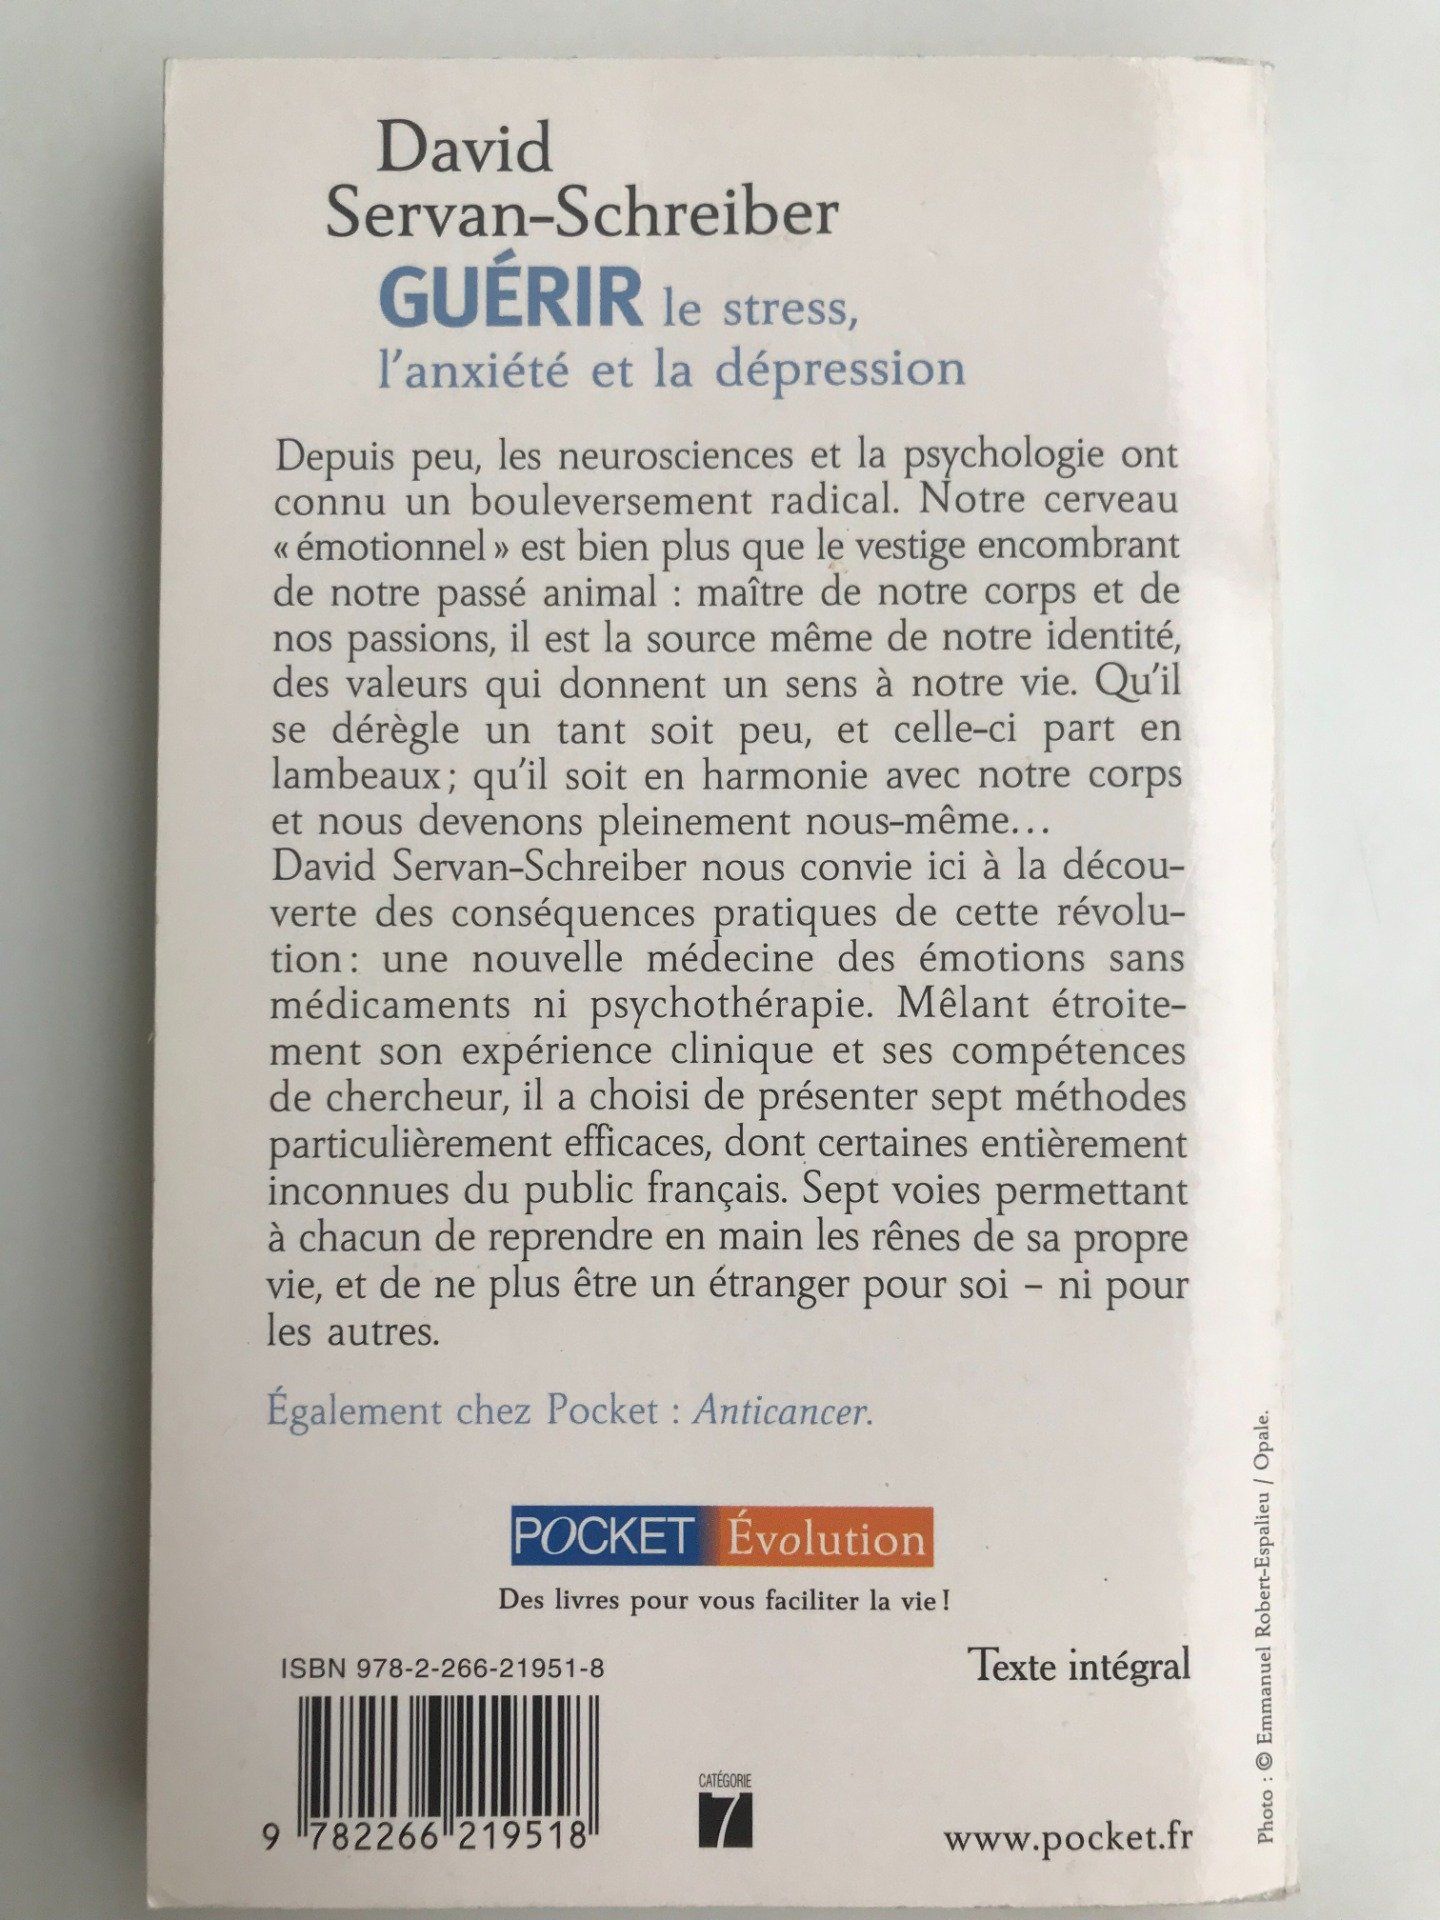 David
Servan-Schreiber
GUÉRIR le stress,
l'anxiété et la dépression
Depuis peu, les neurosciences et la psychologie ont
connu un bouleversement radical. Notre cerveau
« émotionnel » est bien plus que le vestige encombrant
de notre passé animal : maître de notre corps et de
nos passions, il est la source même de notre identité,
des valeurs qui donnent un sens à notre vie. Qu'il
se dérègle un tant soit peu, et celle-ci part en
lambeaux ; qu'il soit en harmonie avec notre corps
et nous devenons pleinement nous-même...
David Servan-Schreiber nous convie ici à la décou-
verte des conséquences pratiques de cette révolu-
tion : une nouvelle médecine des émotions sans
médicaments ni psychothérapie. Mêlant étroite-
ment son expérience clinique et ses compétences
de chercheur, il a choisi de présenter sept méthodes
particulièrement efficaces, dont certaines entièrement
inconnues du public français. Sept voies permettant
à chacun de reprendre en main les rênes de sa propre
vie, et de ne plus être un étranger pour soi – ni pour
les autres.
Également chez Pocket : Anticancer.
POCKET Évolution
Des livres pour vous faciliter la vie !
ISBN 978-2-266-21951-8
Texte intégral
9 782266 219518
CATÉGORIE
7
www.pocket.fr
Photo : © Emmanuel Robert-Espalieu / Opale.